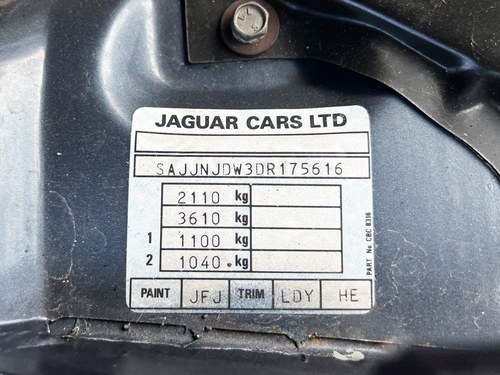 JAGUAR CARS LTD
SAJJNJDW3DR175616
2110 kg
3610 kg
1 1100 kg
2 1040 kg
PAINT JFJ TRIM LDY HE
PART No CBC 8316